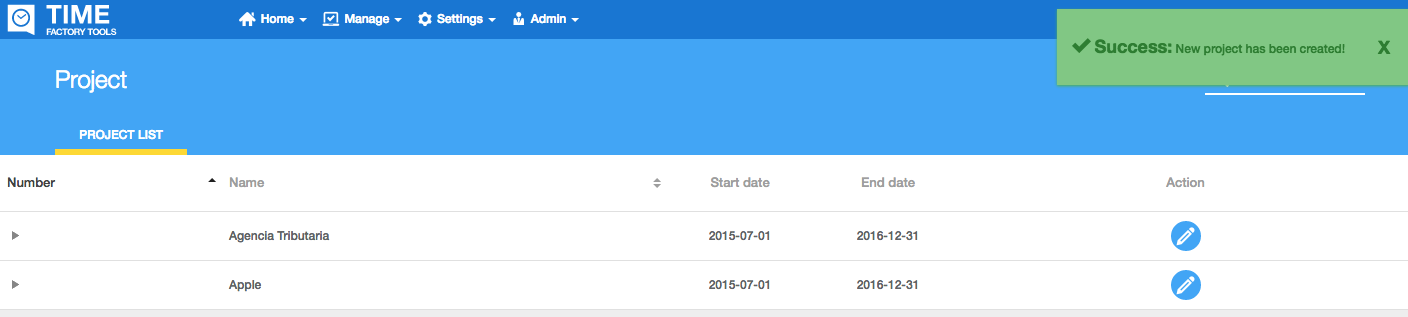 TIME
FACTORY TOOLS
Home Manage Settings Admin
Success: New project has been created! X
Project
PROJECT LIST
Number Name Start date End date Action
Agencia Tributaria 2015-07-01 2016-12-31
Apple 2015-07-01 2016-12-31